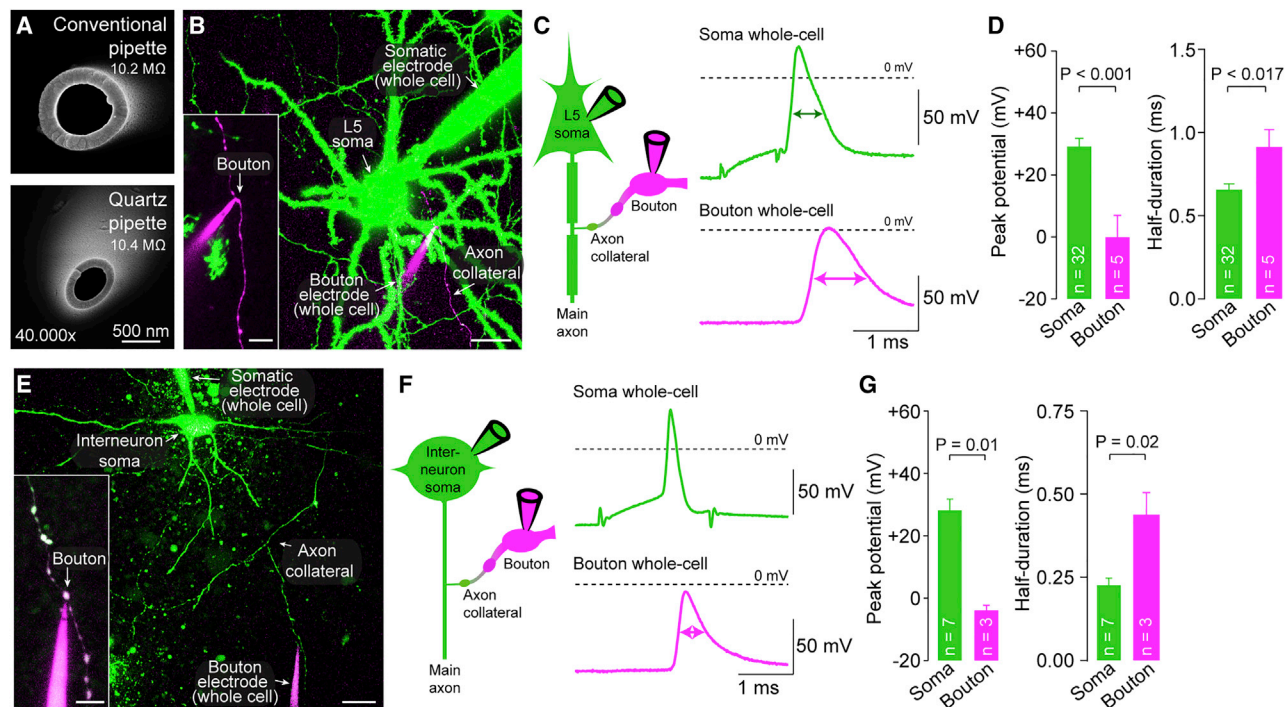 A
Conventional
pipette
10.2 MΩ
Quartz
pipette
10.4 MΩ
40.000x
500 nm
B
Somatic
electrode
(whole cell)
L5
soma
Bouton
Bouton
electrode
(whole cell)
Axon
collateral
C
L5
soma
Bouton
Axon
collateral
Main
axon
Soma whole-cell
0 mV
50 mV
Bouton whole-cell
0 mV
50 mV
1 ms
D
Peak potential (mV)
+60
+40
+20
0
-20
P < 0.001
n = 32
n = 5
Soma
Bouton
Half-duration (ms)
1.5
1.0
0.5
0.0
P < 0.017
n = 32
n = 5
Soma
Bouton
E
Somatic
electrode
(whole cell)
Interneuron
soma
Bouton
Axon
collateral
Bouton
electrode
(whole cell)
F
Inter-
neuron
soma
Bouton
Axon
collateral
Main
axon
Soma whole-cell
0 mV
50 mV
Bouton whole-cell
0 mV
50 mV
1 ms
G
Peak potential (mV)
+60
+40
+20
0
-20
P = 0.01
n = 7
n = 3
Soma
Bouton
Half-duration (ms)
0.75
0.50
0.25
0.00
P = 0.02
n = 7
n = 3
Soma
Bouton